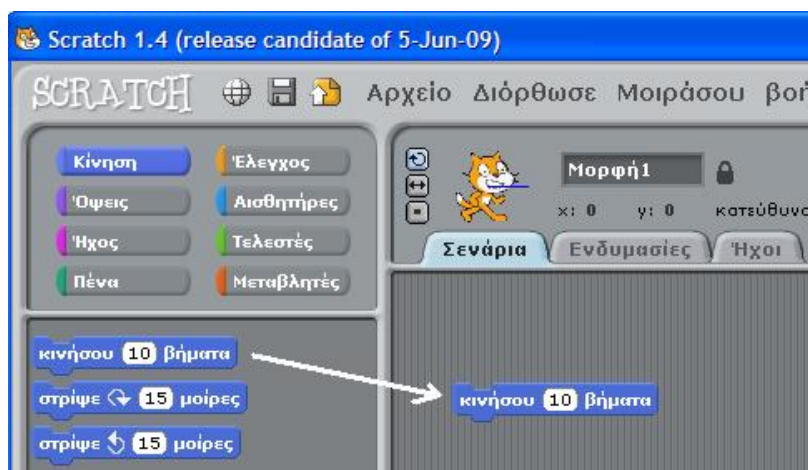 Scratch 1.4 (release candidate of 5-Jun-09)
SCRATCH Αρχείο Διόρθωσε Μοιράσου
Κίνηση Έλεγχος
Όψεις Αισθητήρες
Ήχος Τελεστές
Πένα Μεταβλητές
Μορφή1
x: 0 y: 0
Σενάρια Ενδυμασίες Ήχοι
κινήσου 10 βήματα
στρίψε 15 μοίρες
στρίψε 15 μοίρες
κινήσου 10 βήματα